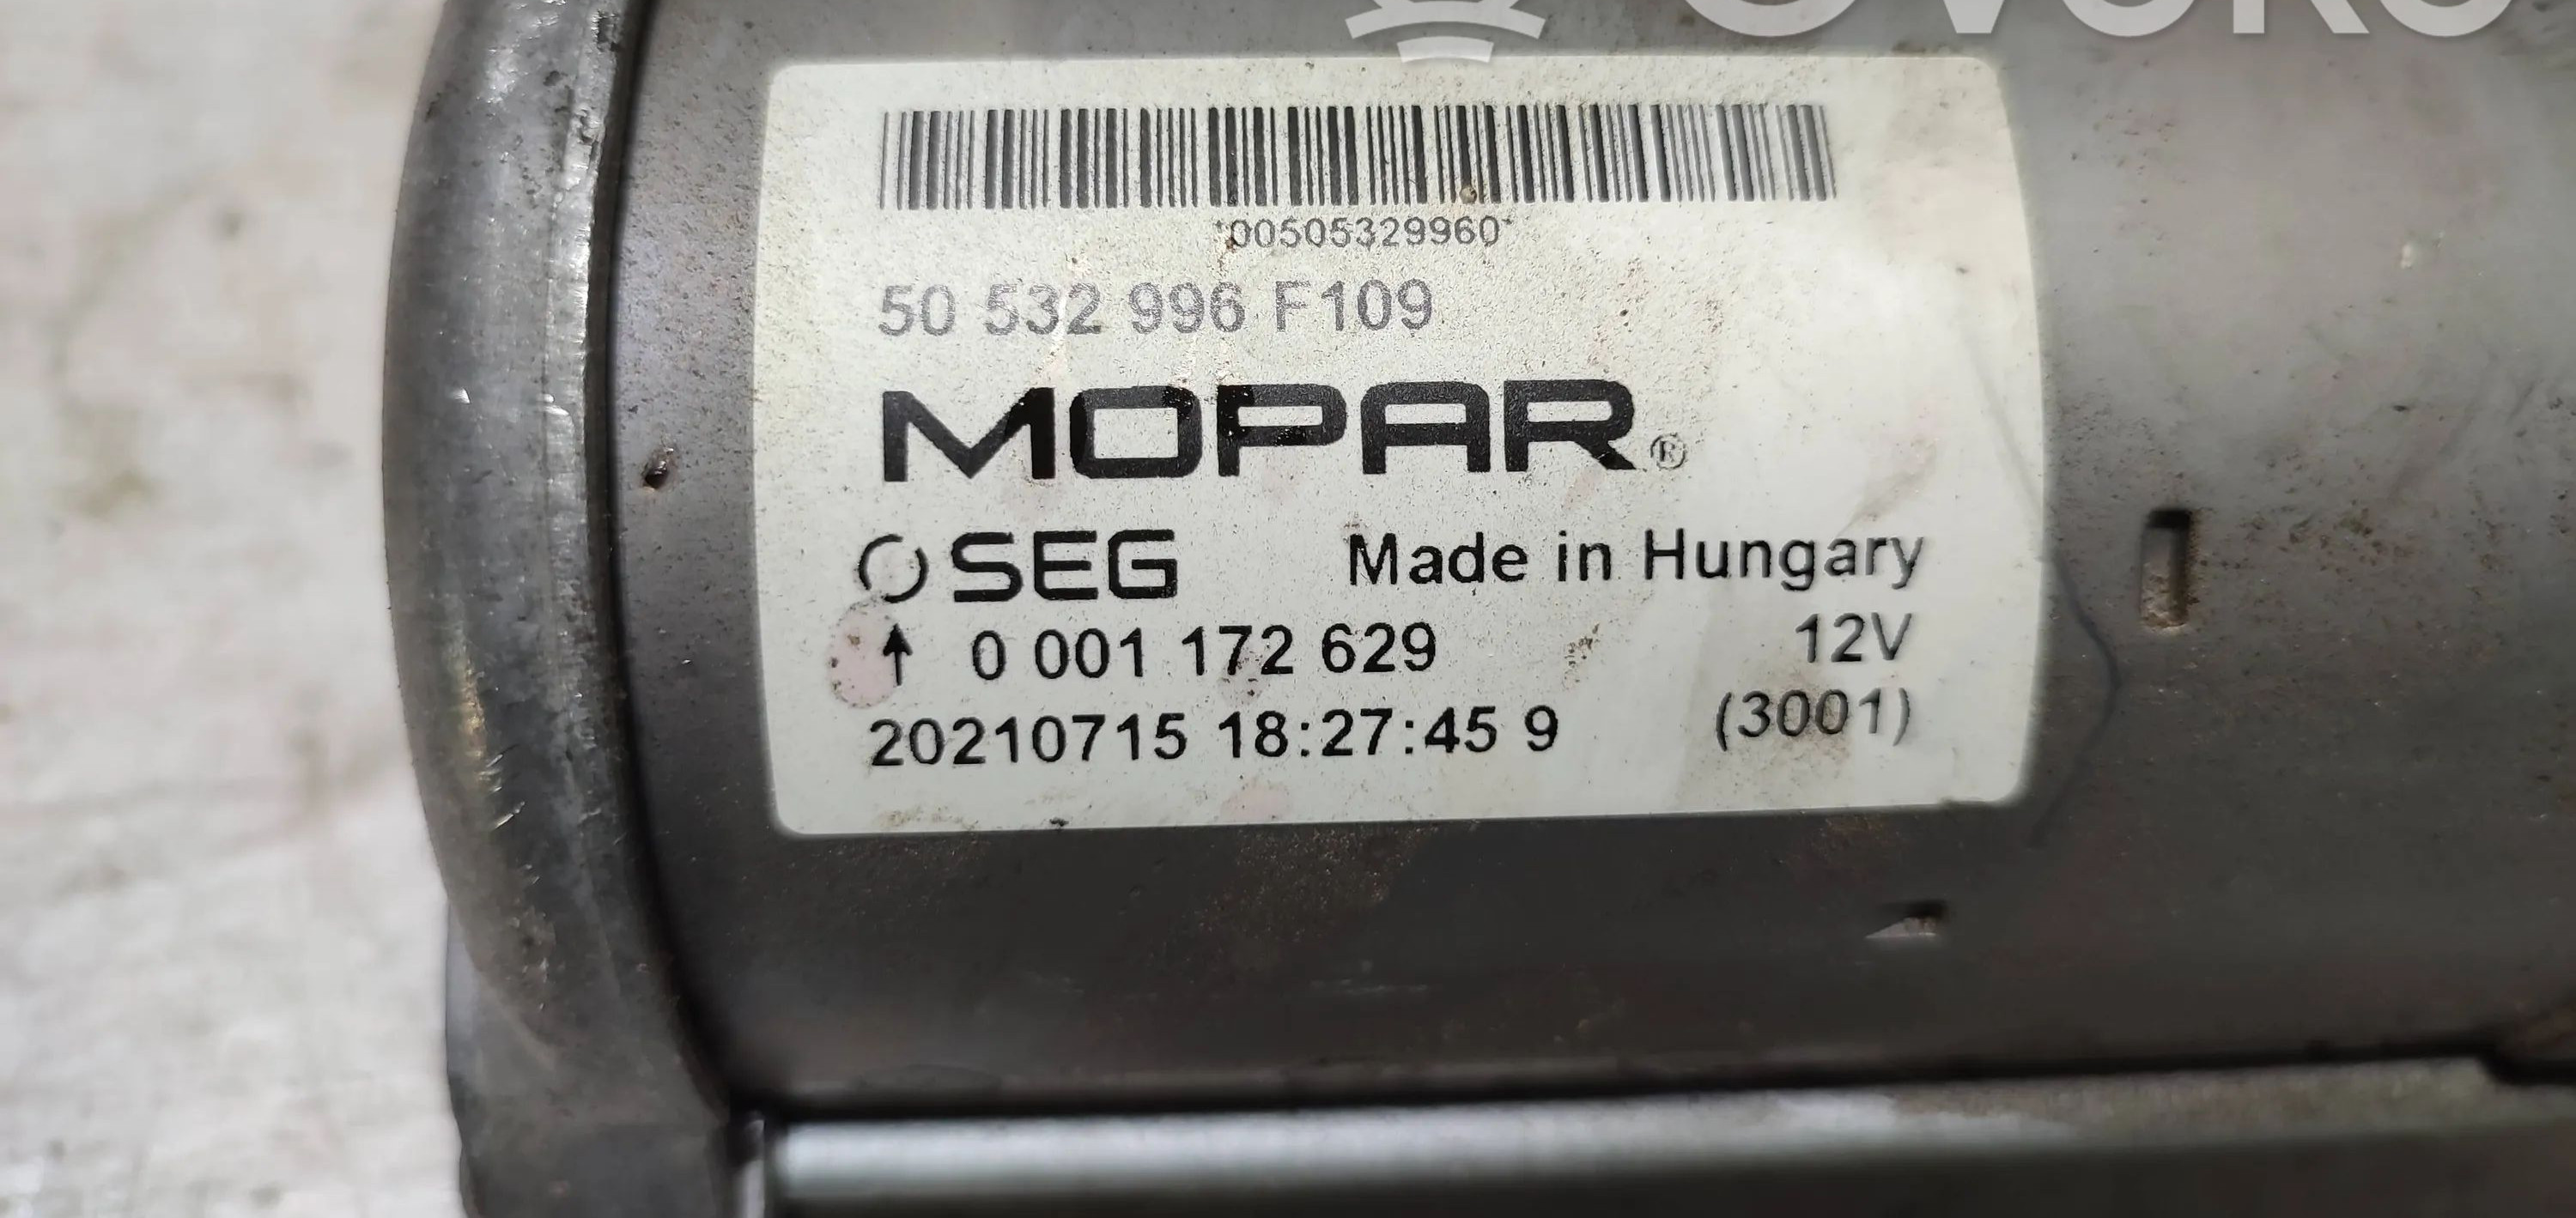 *00505329960*
50 532 996 F109
MOPAR®
SEG Made in Hungary
↑ 0 001 172 629 12V
20210715 18:27:45 9 (3001)